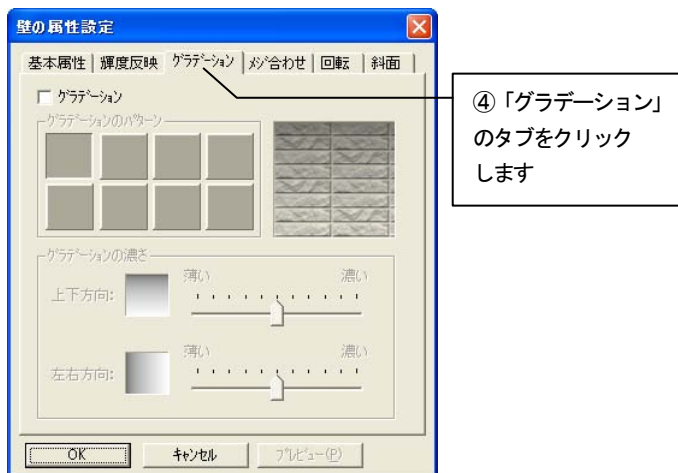 壁の属性設定
基本属性 輝度反映 グラデーション メジ合わせ 回転 斜面
グラデーション
グラデーションのパターン
グラデーションの濃さ
薄い 濃い
上下方向:
薄い 濃い
左右方向:
OK キャンセル プレビュー(P)
④「グラデーション」
のタブをクリック
します